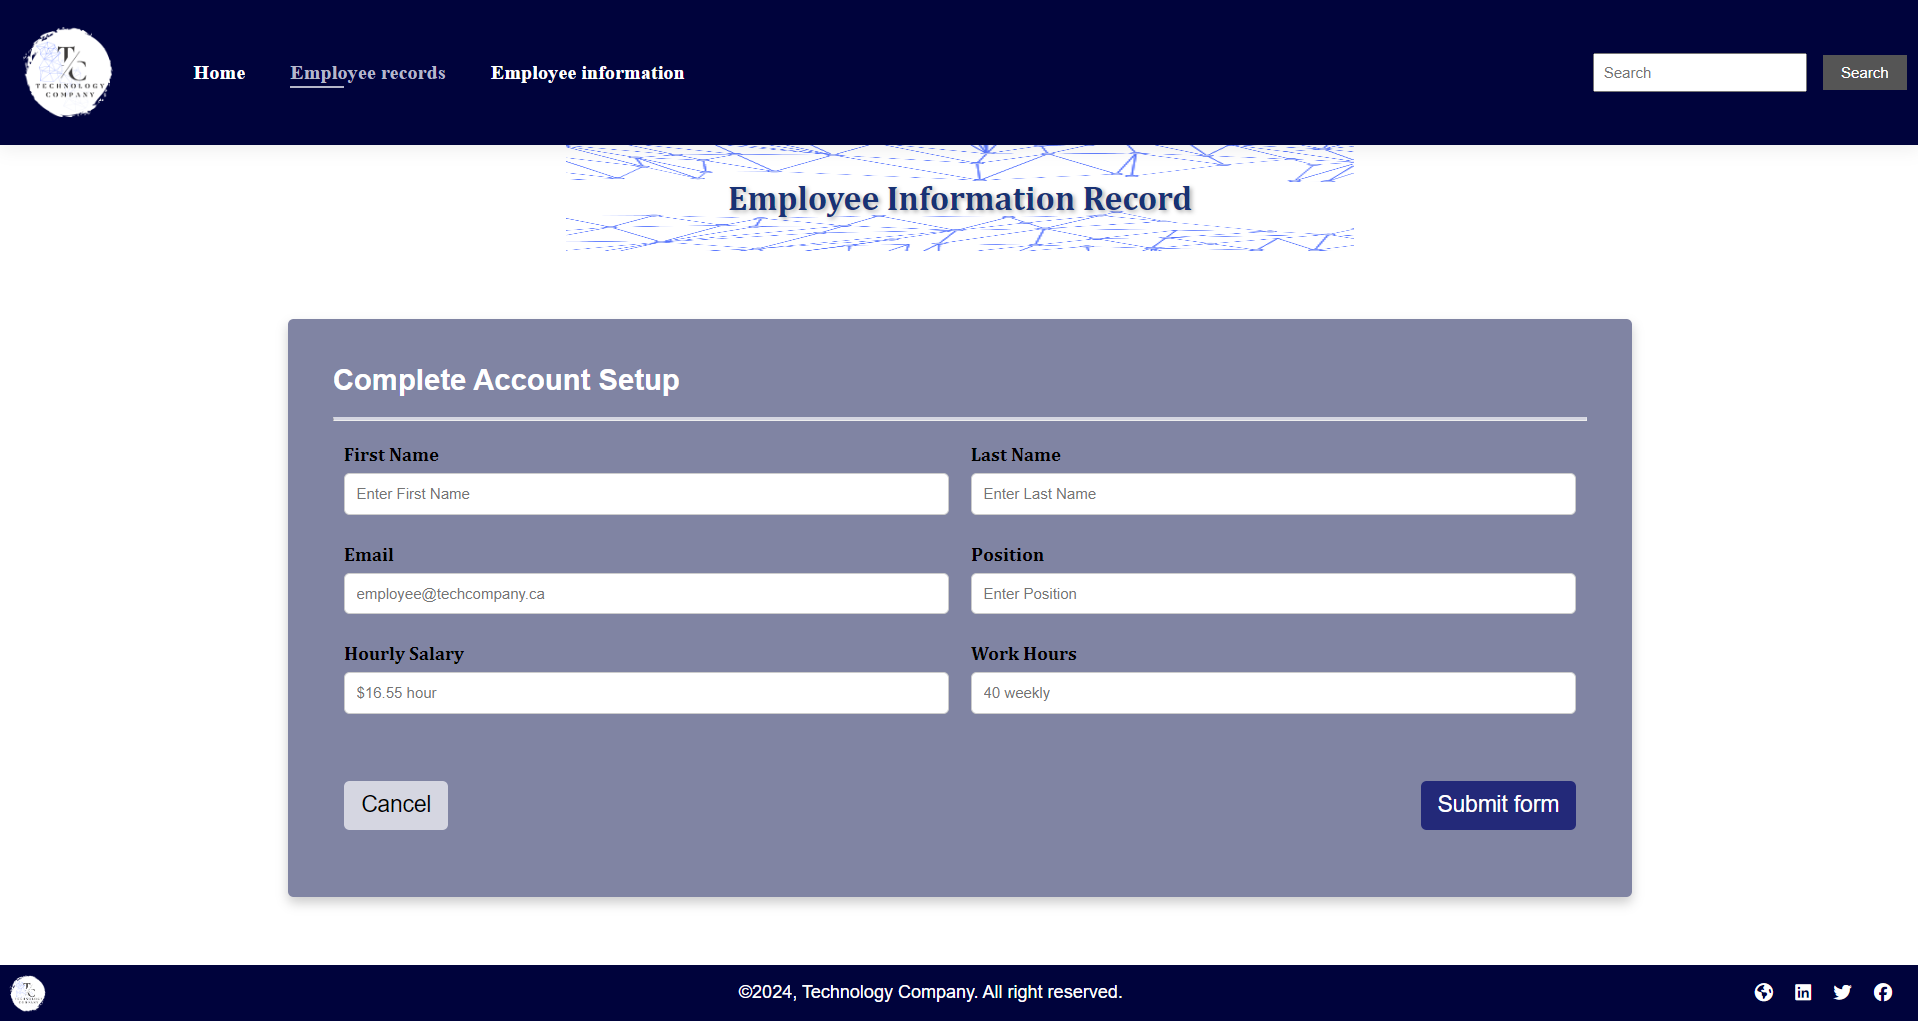 T/C
TECHNOLOGY
COMPANY
Home
Employee records
Employee information
Search
Search
Employee Information Record
Complete Account Setup
First Name
Last Name
Enter First Name
Enter Last Name
Email
Position
employee@techcompany.ca
Enter Position
Hourly Salary
Work Hours
$16.55 hour
40 weekly
Cancel
Submit form
T/C
©2024, Technology Company. All right reserved.